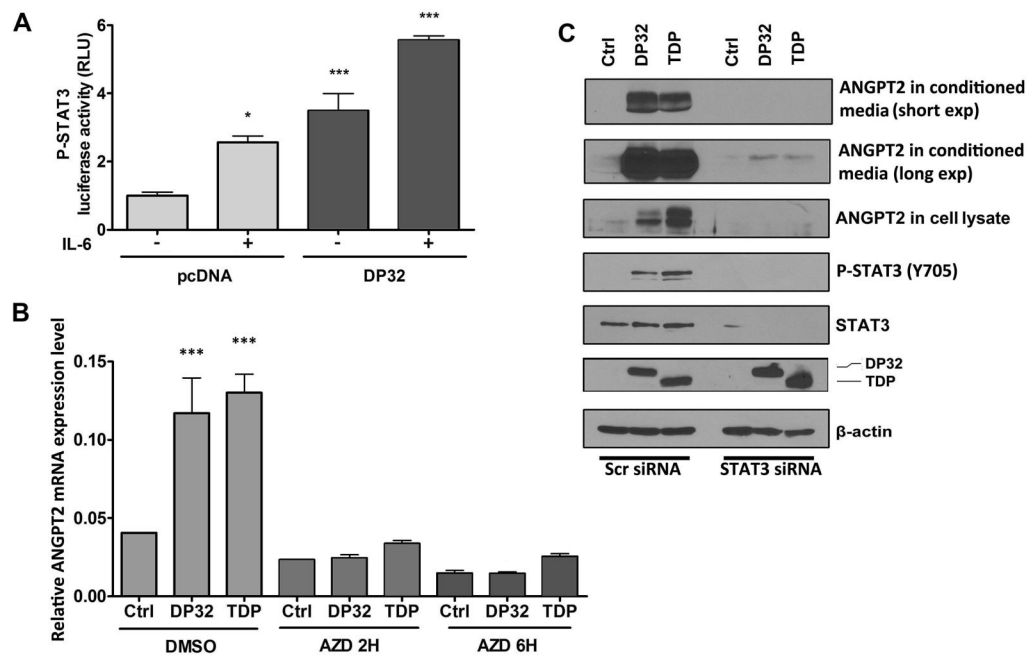 A
P-STAT3
luciferase activity (RLU)
6
4
2
0
*
***
***
IL-6
-
+
-
+
pcDNA
DP32
B
Relative ANGPT2 mRNA expression level
0.15
0.10
0.05
0.00
***
***
Ctrl
DP32
TDP
Ctrl
DP32
TDP
Ctrl
DP32
TDP
DMSO
AZD 2H
AZD 6H
C
Ctrl
DP32
TDP
Ctrl
DP32
TDP
ANGPT2 in conditioned
media (short exp)
ANGPT2 in conditioned
media (long exp)
ANGPT2 in cell lysate
P-STAT3 (Y705)
STAT3
DP32
TDP
β-actin
Scr siRNA
STAT3 siRNA